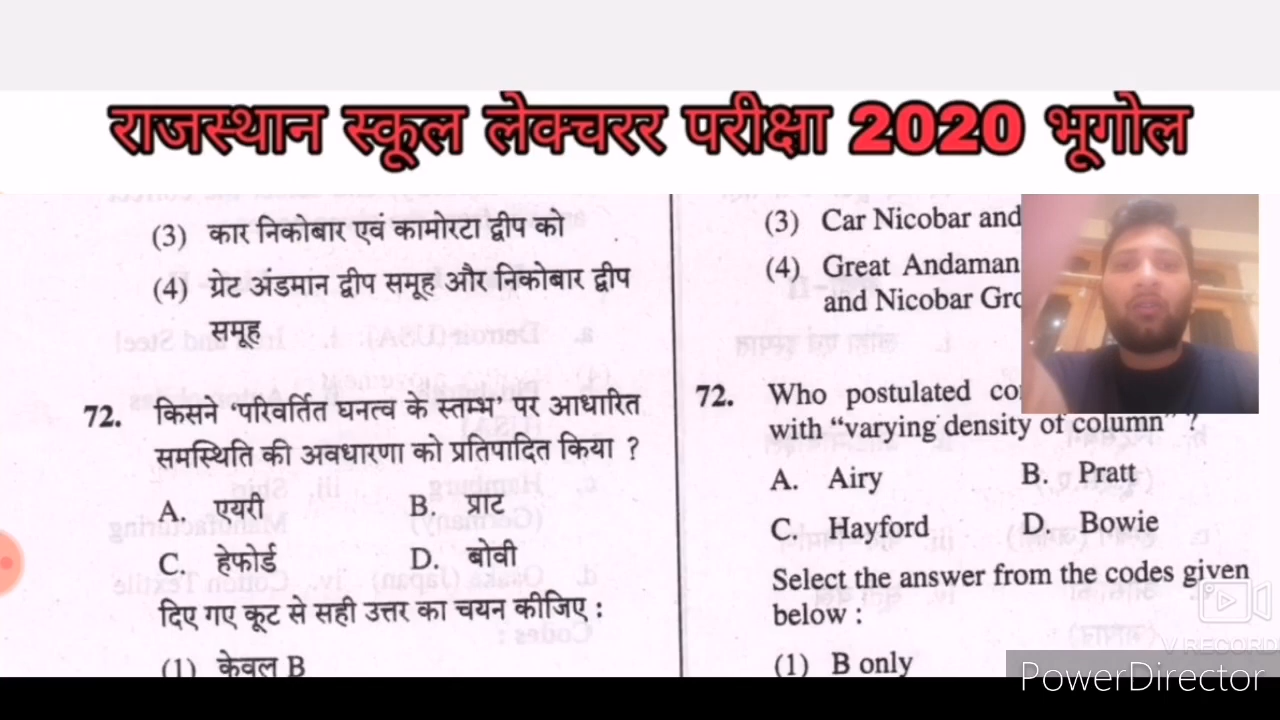 राजस्थान स्कूल लेक्चरर परीक्षा 2020 भूगोल
(3) कार निकोबार एवं कामोरटा द्वीप को
(4) ग्रेट अंडमान द्वीप समूह और निकोबार द्वीप
समूह
72. किसने 'परिवर्तित घनत्व के स्तम्भ' पर आधारित
समस्थिति की अवधारणा को प्रतिपादित किया ?
A. एयरी B. प्राट
C. हेफोर्ड D. बोवी
दिए गए कूट से सही उत्तर का चयन कीजिए :
(1) केवल B
(3) Car Nicobar and
(4) Great Andaman
and Nicobar Gro
72. Who postulated co
with "varying density of column" ?
A. Airy B. Pratt
C. Hayford D. Bowie
Select the answer from the codes given
below :
(1) B only
V RECORD
PowerDirector